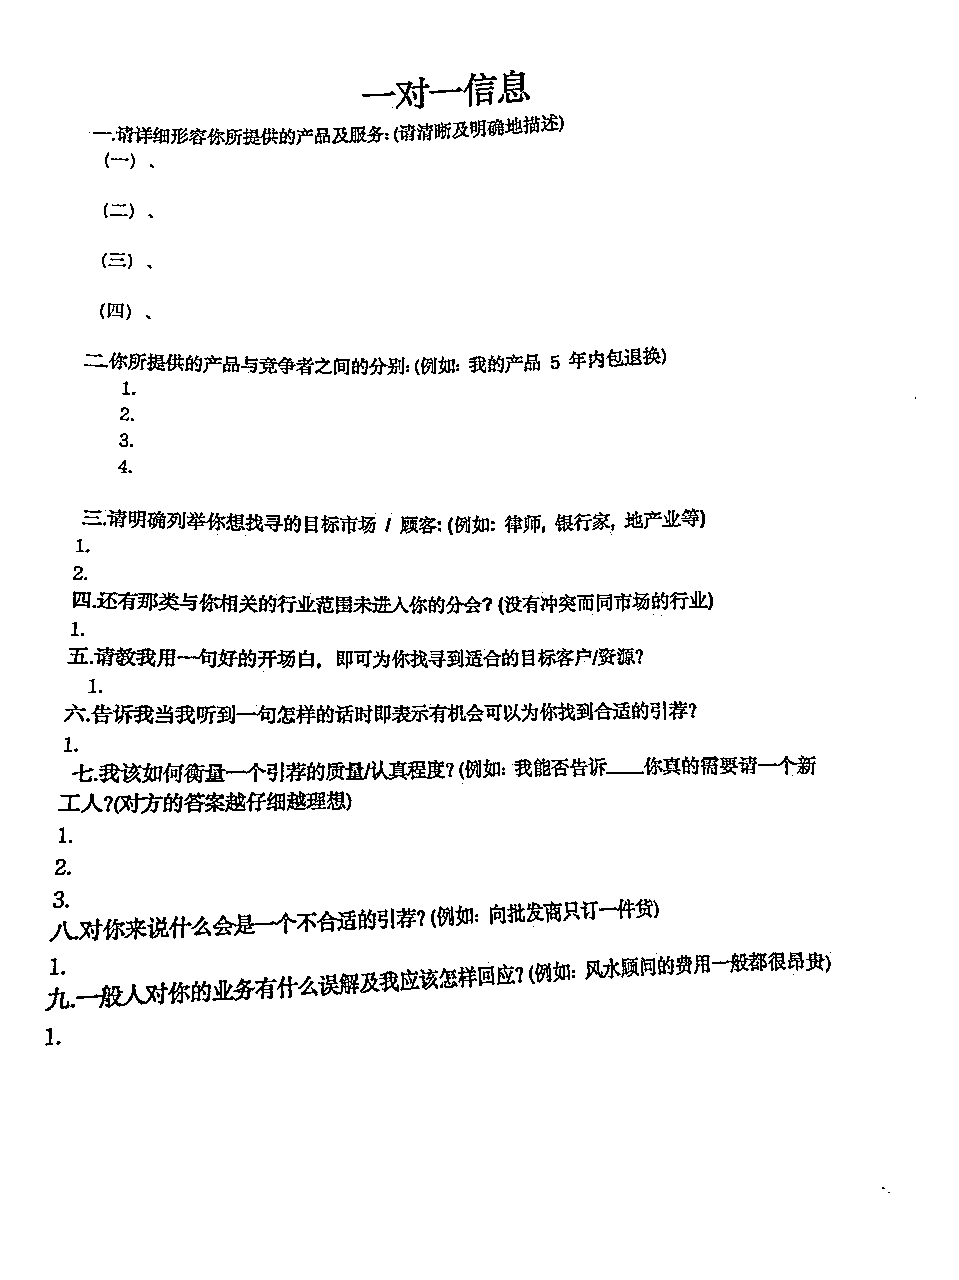 一对一信息
一.请详细形容你所提供的产品及服务: (请清晰及明确地描述)
(一) 、
(二) 、
(三) 、
(四) 、
二.你所提供的产品与竞争者之间的分别: (例如: 我的产品 5 年内包退换)
1.
2.
3.
4.
三.请明确列举你想找寻的目标市场 / 顾客: (例如: 律师, 银行家, 地产业等)
1.
2.
四.还有那类与你相关的行业范围未进入你的分会? (没有冲突而同市场的行业)
1.
五.请教我用一句好的开场白, 即可为你找寻到适合的目标客户/资源?
1.
六.告诉我当我听到一句怎样的话时即表示有机会可以为你找到合适的引荐?
1.
七.我该如何衡量一个引荐的质量/认真程度? (例如: 我能否告诉____你真的需要请一个新
工人?(对方的答案越仔细越理想)
1.
2.
3.
八.对你来说什么会是一个不合适的引荐? (例如: 向批发商只订一件货)
1.
九.一般人对你的业务有什么误解及我应该怎样回应? (例如: 风水顾问的费用一般都很昂贵)
1.